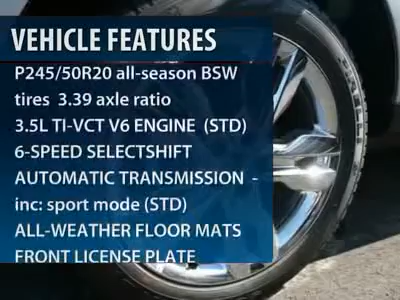 VEHICLE FEATURES
P245/50R20 all-season BSW
tires 3.39 axle ratio
3.5L TI-VCT V6 ENGINE (STD)
6-SPEED SELECTSHIFT
AUTOMATIC TRANSMISSION -
inc: sport mode (STD)
ALL-WEATHER FLOOR MATS
FRONT LICENSE PLATE
PIRELLI